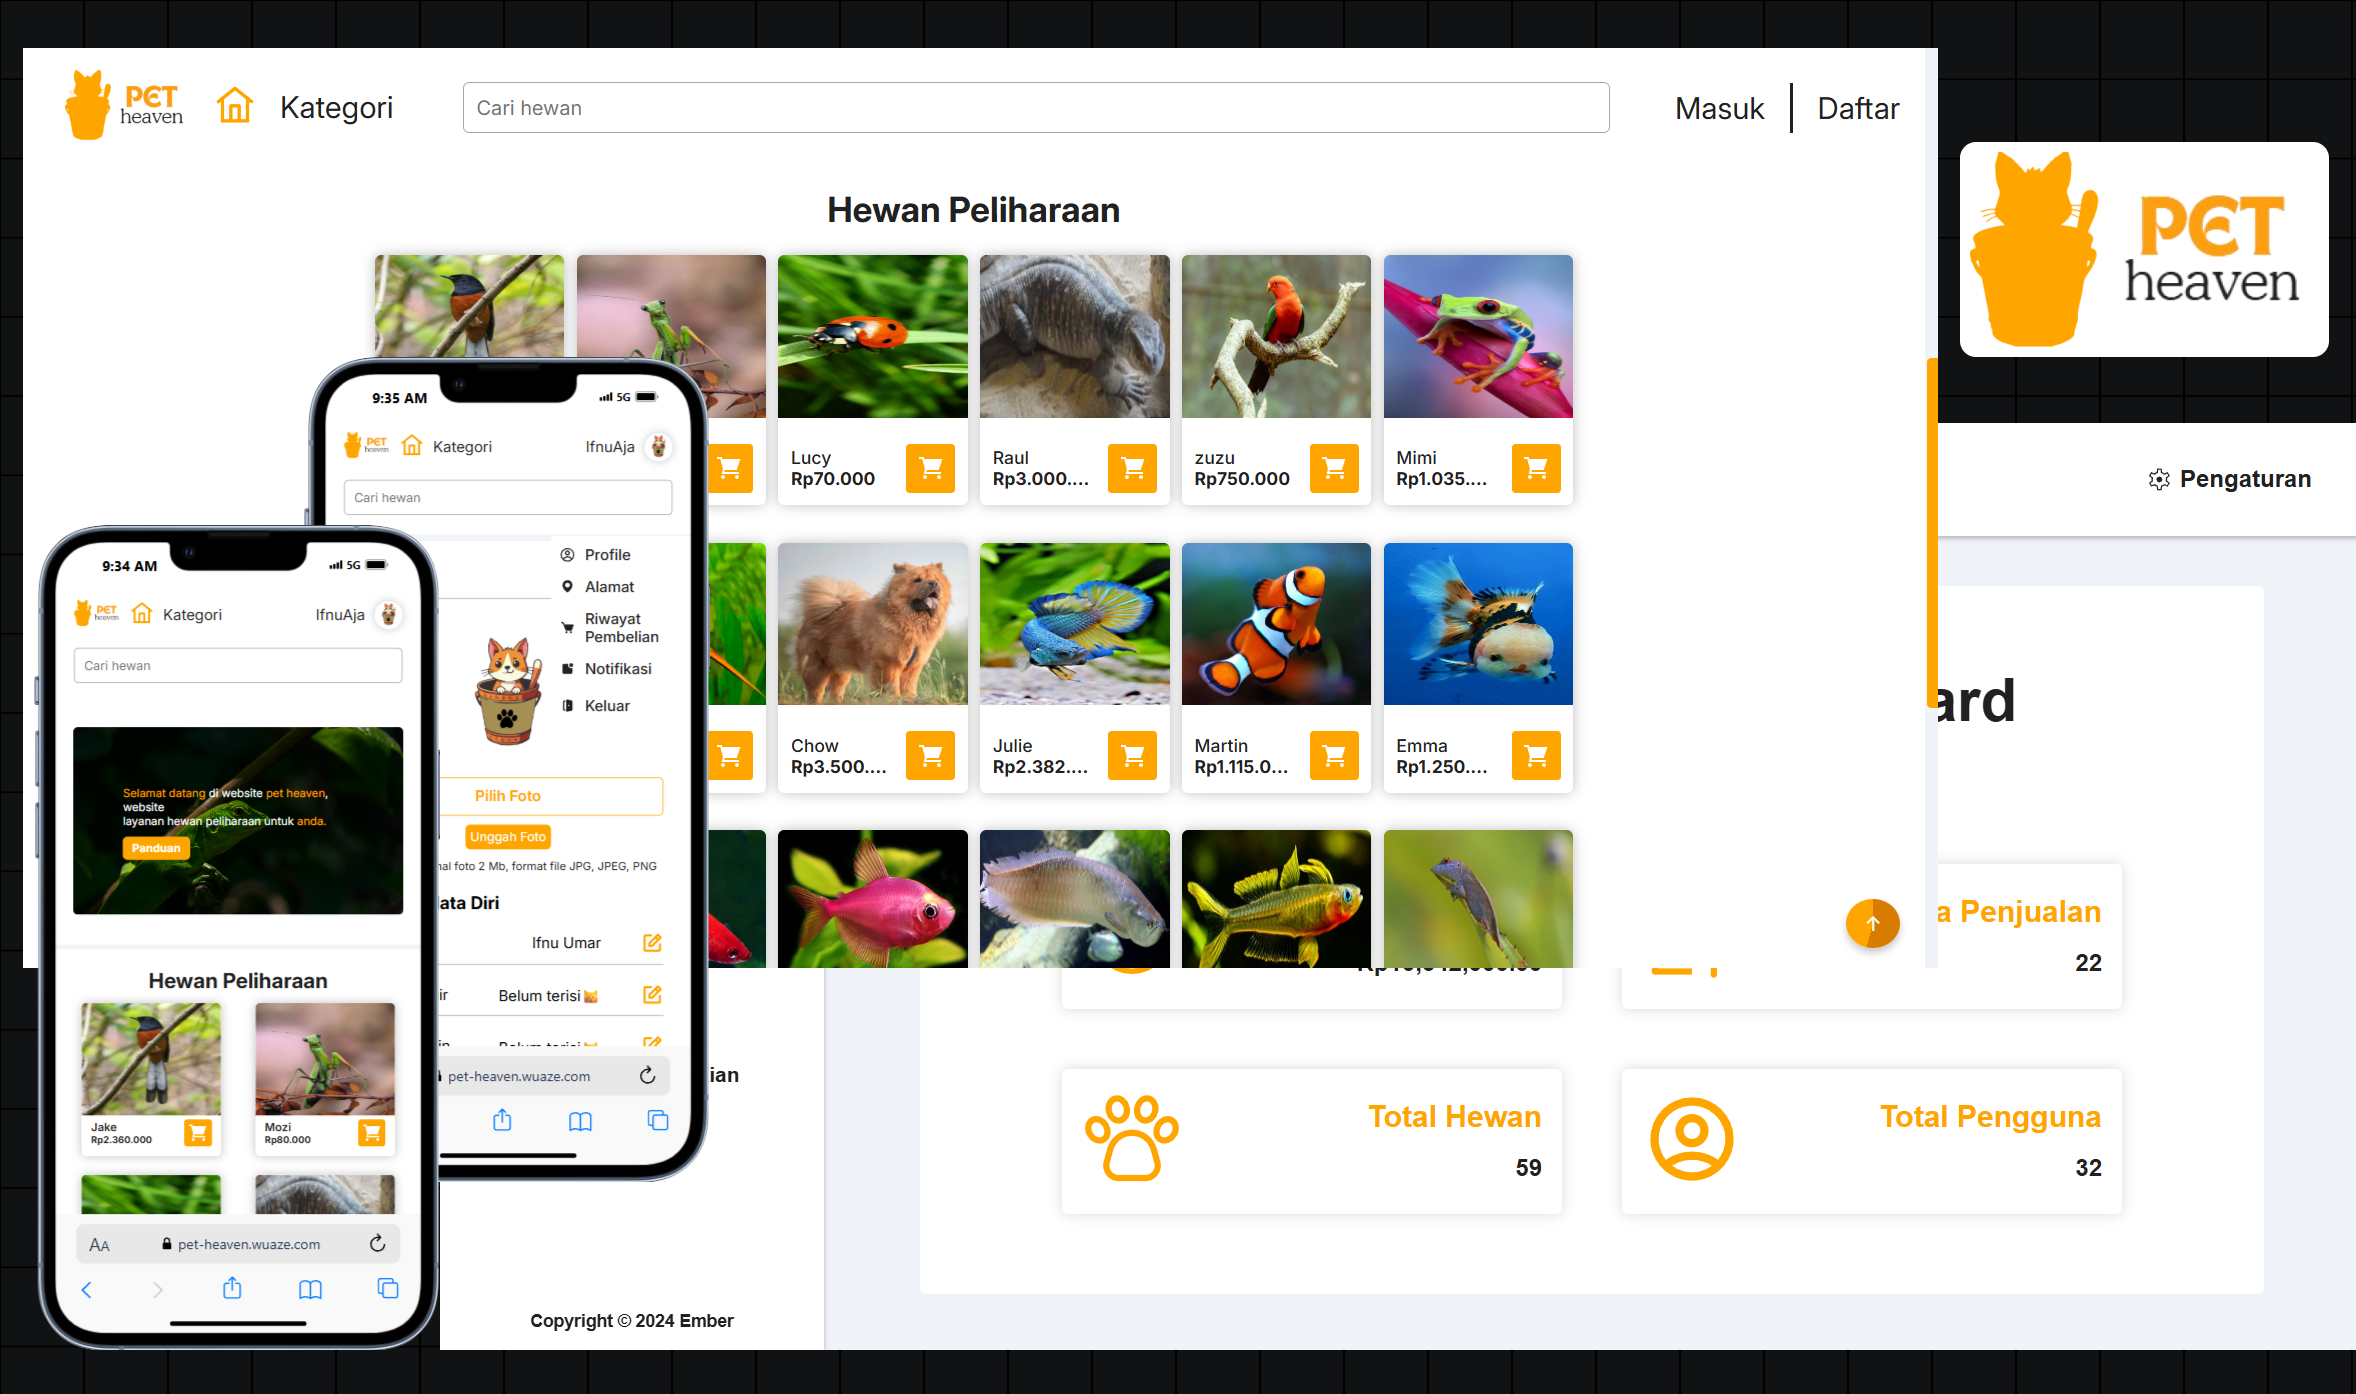 PET
heaven
Kategori
Cari hewan
Masuk
Daftar
Hewan Peliharaan
Lucy
Rp70.000
Raul
Rp3.000....
zuzu
Rp750.000
Mimi
Rp1.035....
Chow
Rp3.500....
Julie
Rp2.382....
Martin
Rp1.115.0...
Emma
Rp1.250....
PET
heaven
Pengaturan
ard
a Penjualan
22
Total Hewan
59
Total Pengguna
32
ian
Copyright © 2024 Ember
9:35 AM
5G
PET
heaven
Kategori
IfnuAja
Cari hewan
Profile
Alamat
Riwayat
Pembelian
Notifikasi
Keluar
Pilih Foto
Unggah Foto
nal foto 2 Mb, format file JPG, JPEG, PNG
ata Diri
Ifnu Umar
ir
Belum terisi
pet-heaven.wuaze.com
9:34 AM
5G
PET
heaven
Kategori
IfnuAja
Cari hewan
Selamat datang di website pet heaven,
website
layanan hewan peliharaan untuk anda.
Panduan
Hewan Peliharaan
Jake
Rp2.360.000
Mozi
Rp80.000
AA
pet-heaven.wuaze.com